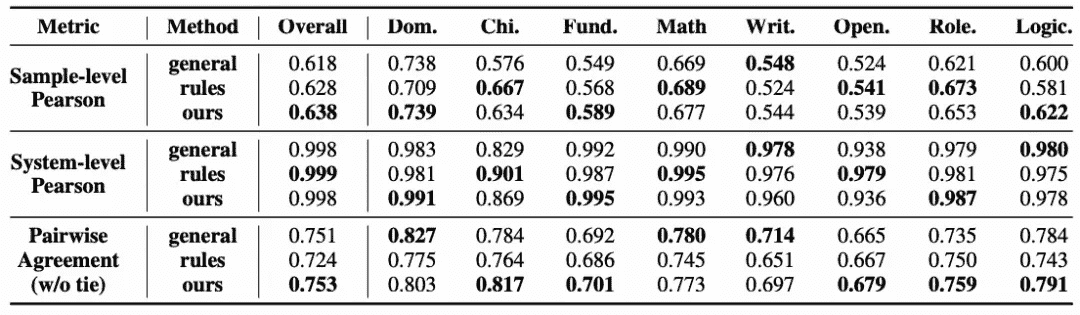 Metric Method Overall Dom. Chi. Fund. Math Writ. Open. Role. Logic.
Sample-level Pearson
general 0.618 0.738 0.576 0.549 0.669 0.548 0.524 0.621 0.600
rules 0.628 0.709 0.667 0.568 0.689 0.524 0.541 0.673 0.581
ours 0.638 0.739 0.634 0.589 0.677 0.544 0.539 0.653 0.622
System-level Pearson
general 0.998 0.983 0.829 0.992 0.990 0.978 0.938 0.979 0.980
rules 0.999 0.981 0.901 0.987 0.995 0.976 0.979 0.981 0.975
ours 0.998 0.991 0.869 0.995 0.993 0.960 0.936 0.987 0.978
Pairwise general 0.751 0.827 0.784 0.692 0.780 0.714 0.665 0.735 0.784
Agreement rules 0.724 0.775 0.764 0.686 0.745 0.651 0.667 0.750 0.743
(w/o tie) ours 0.753 0.803 0.817 0.701 0.773 0.697 0.679 0.759 0.791